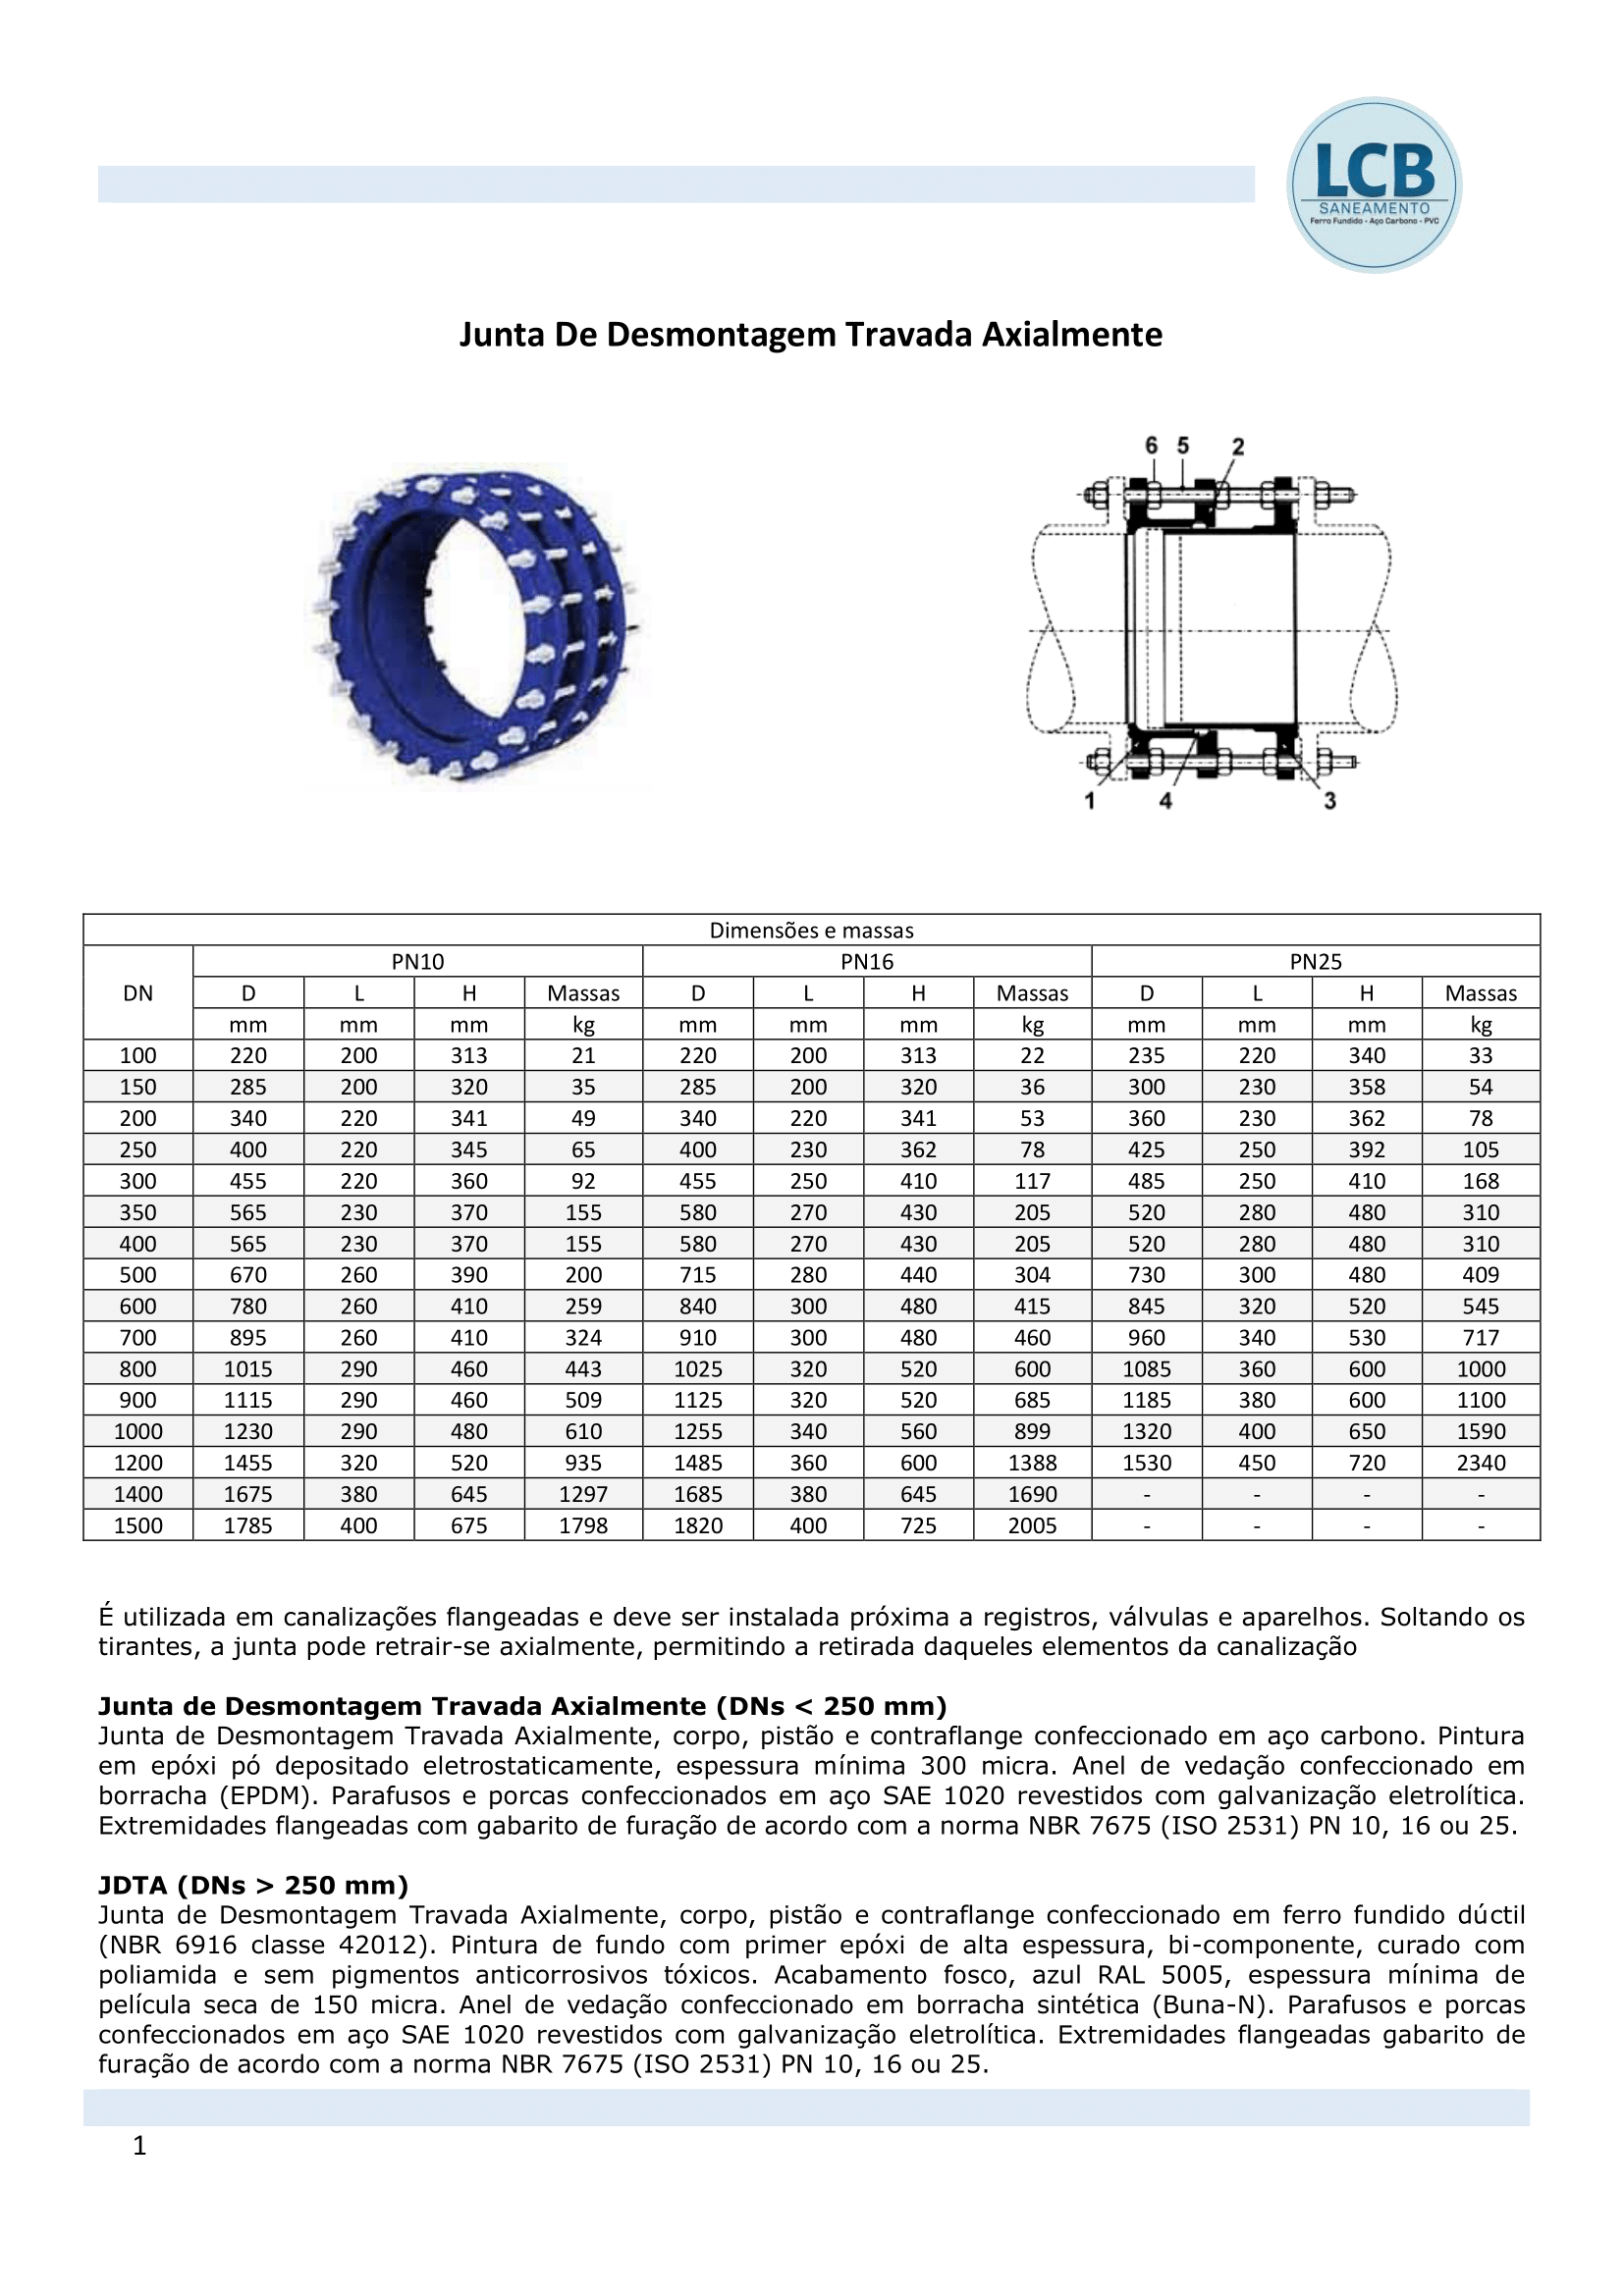 LCB
SANEAMENTO
Ferro Fundido - Aço Carbono - PVC
Junta De Desmontagem Travada Axialmente
6 5 2
1 4 3
Dimensões e massas
DN PN10 PN16 PN25
D L H Massas D L H Massas D L H Massas
mm mm mm kg mm mm mm kg mm mm mm kg
100 220 200 313 21 220 200 313 22 235 220 340 33
150 285 200 320 35 285 200 320 36 300 230 358 54
200 340 220 341 49 340 220 341 53 360 230 362 78
250 400 220 345 65 400 230 362 78 425 250 392 105
300 455 220 360 92 455 250 410 117 485 250 410 168
350 565 230 370 155 580 270 430 205 520 280 480 310
400 565 230 370 155 580 270 430 205 520 280 480 310
500 670 260 390 200 715 280 440 304 730 300 480 409
600 780 260 410 259 840 300 480 415 845 320 520 545
700 895 260 410 324 910 300 480 460 960 340 530 717
800 1015 290 460 443 1025 320 520 600 1085 360 600 1000
900 1115 290 460 509 1125 320 520 685 1185 380 600 1100
1000 1230 290 480 610 1255 340 560 899 1320 400 650 1590
1200 1455 320 520 935 1485 360 600 1388 1530 450 720 2340
1400 1675 380 645 1297 1685 380 645 1690 - - - -
1500 1785 400 675 1798 1820 400 725 2005 - - - -
É utilizada em canalizações flangeadas e deve ser instalada próxima a registros, válvulas e aparelhos. Soltando os
tirantes, a junta pode retrair-se axialmente, permitindo a retirada daqueles elementos da canalização
Junta de Desmontagem Travada Axialmente (DNs < 250 mm)
Junta de Desmontagem Travada Axialmente, corpo, pistão e contraflange confeccionado em aço carbono. Pintura
em epóxi pó depositado eletrostaticamente, espessura mínima 300 micra. Anel de vedação confeccionado em
borracha (EPDM). Parafusos e porcas confeccionados em aço SAE 1020 revestidos com galvanização eletrolítica.
Extremidades flangeadas com gabarito de furação de acordo com a norma NBR 7675 (ISO 2531) PN 10, 16 ou 25.
JDTA (DNs > 250 mm)
Junta de Desmontagem Travada Axialmente, corpo, pistão e contraflange confeccionado em ferro fundido dúctil
(NBR 6916 classe 42012). Pintura de fundo com primer epóxi de alta espessura, bi-componente, curado com
poliamida e sem pigmentos anticorrosivos tóxicos. Acabamento fosco, azul RAL 5005, espessura mínima de
película seca de 150 micra. Anel de vedação confeccionado em borracha sintética (Buna-N). Parafusos e porcas
confeccionados em aço SAE 1020 revestidos com galvanização eletrolítica. Extremidades flangeadas gabarito de
furação de acordo com a norma NBR 7675 (ISO 2531) PN 10, 16 ou 25.
1